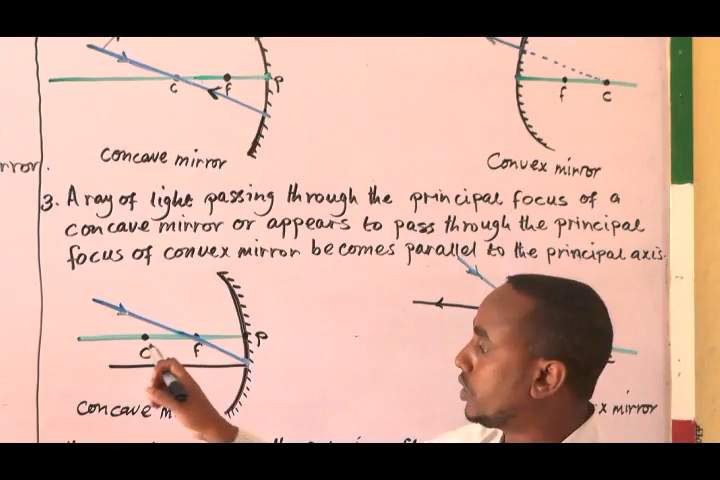 C f P
f C
concave mirror
Convex mirror
rror.
3. A ray of light passing through the principal focus of a
concave mirror or appears to pass through the principal
focus of convex mirror becomes parallel to the principal axis.
C f P
concave m
x mirror